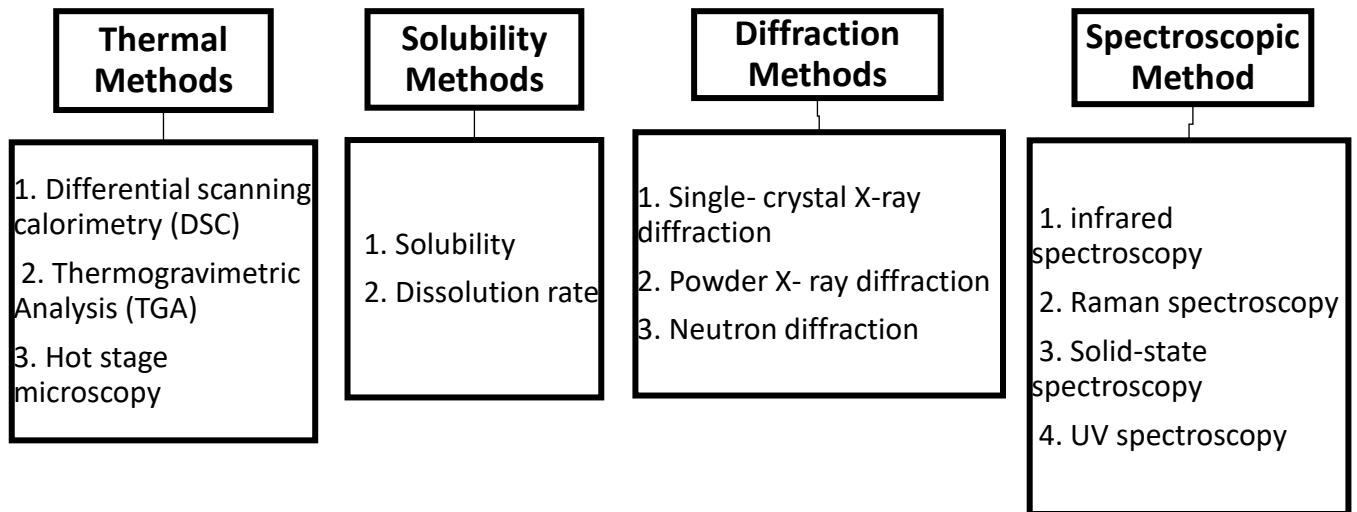 Thermal
Methods
1. Differential scanning
calorimetry (DSC)
2. Thermogravimetric
Analysis (TGA)
3. Hot stage
microscopy
Solubility
Methods
1. Solubility
2. Dissolution rate
Diffraction
Methods
1. Single- crystal X-ray
diffraction
2. Powder X- ray diffraction
3. Neutron diffraction
Spectroscopic
Method
1. infrared
spectroscopy
2. Raman spectroscopy
3. Solid-state
spectroscopy
4. UV spectroscopy